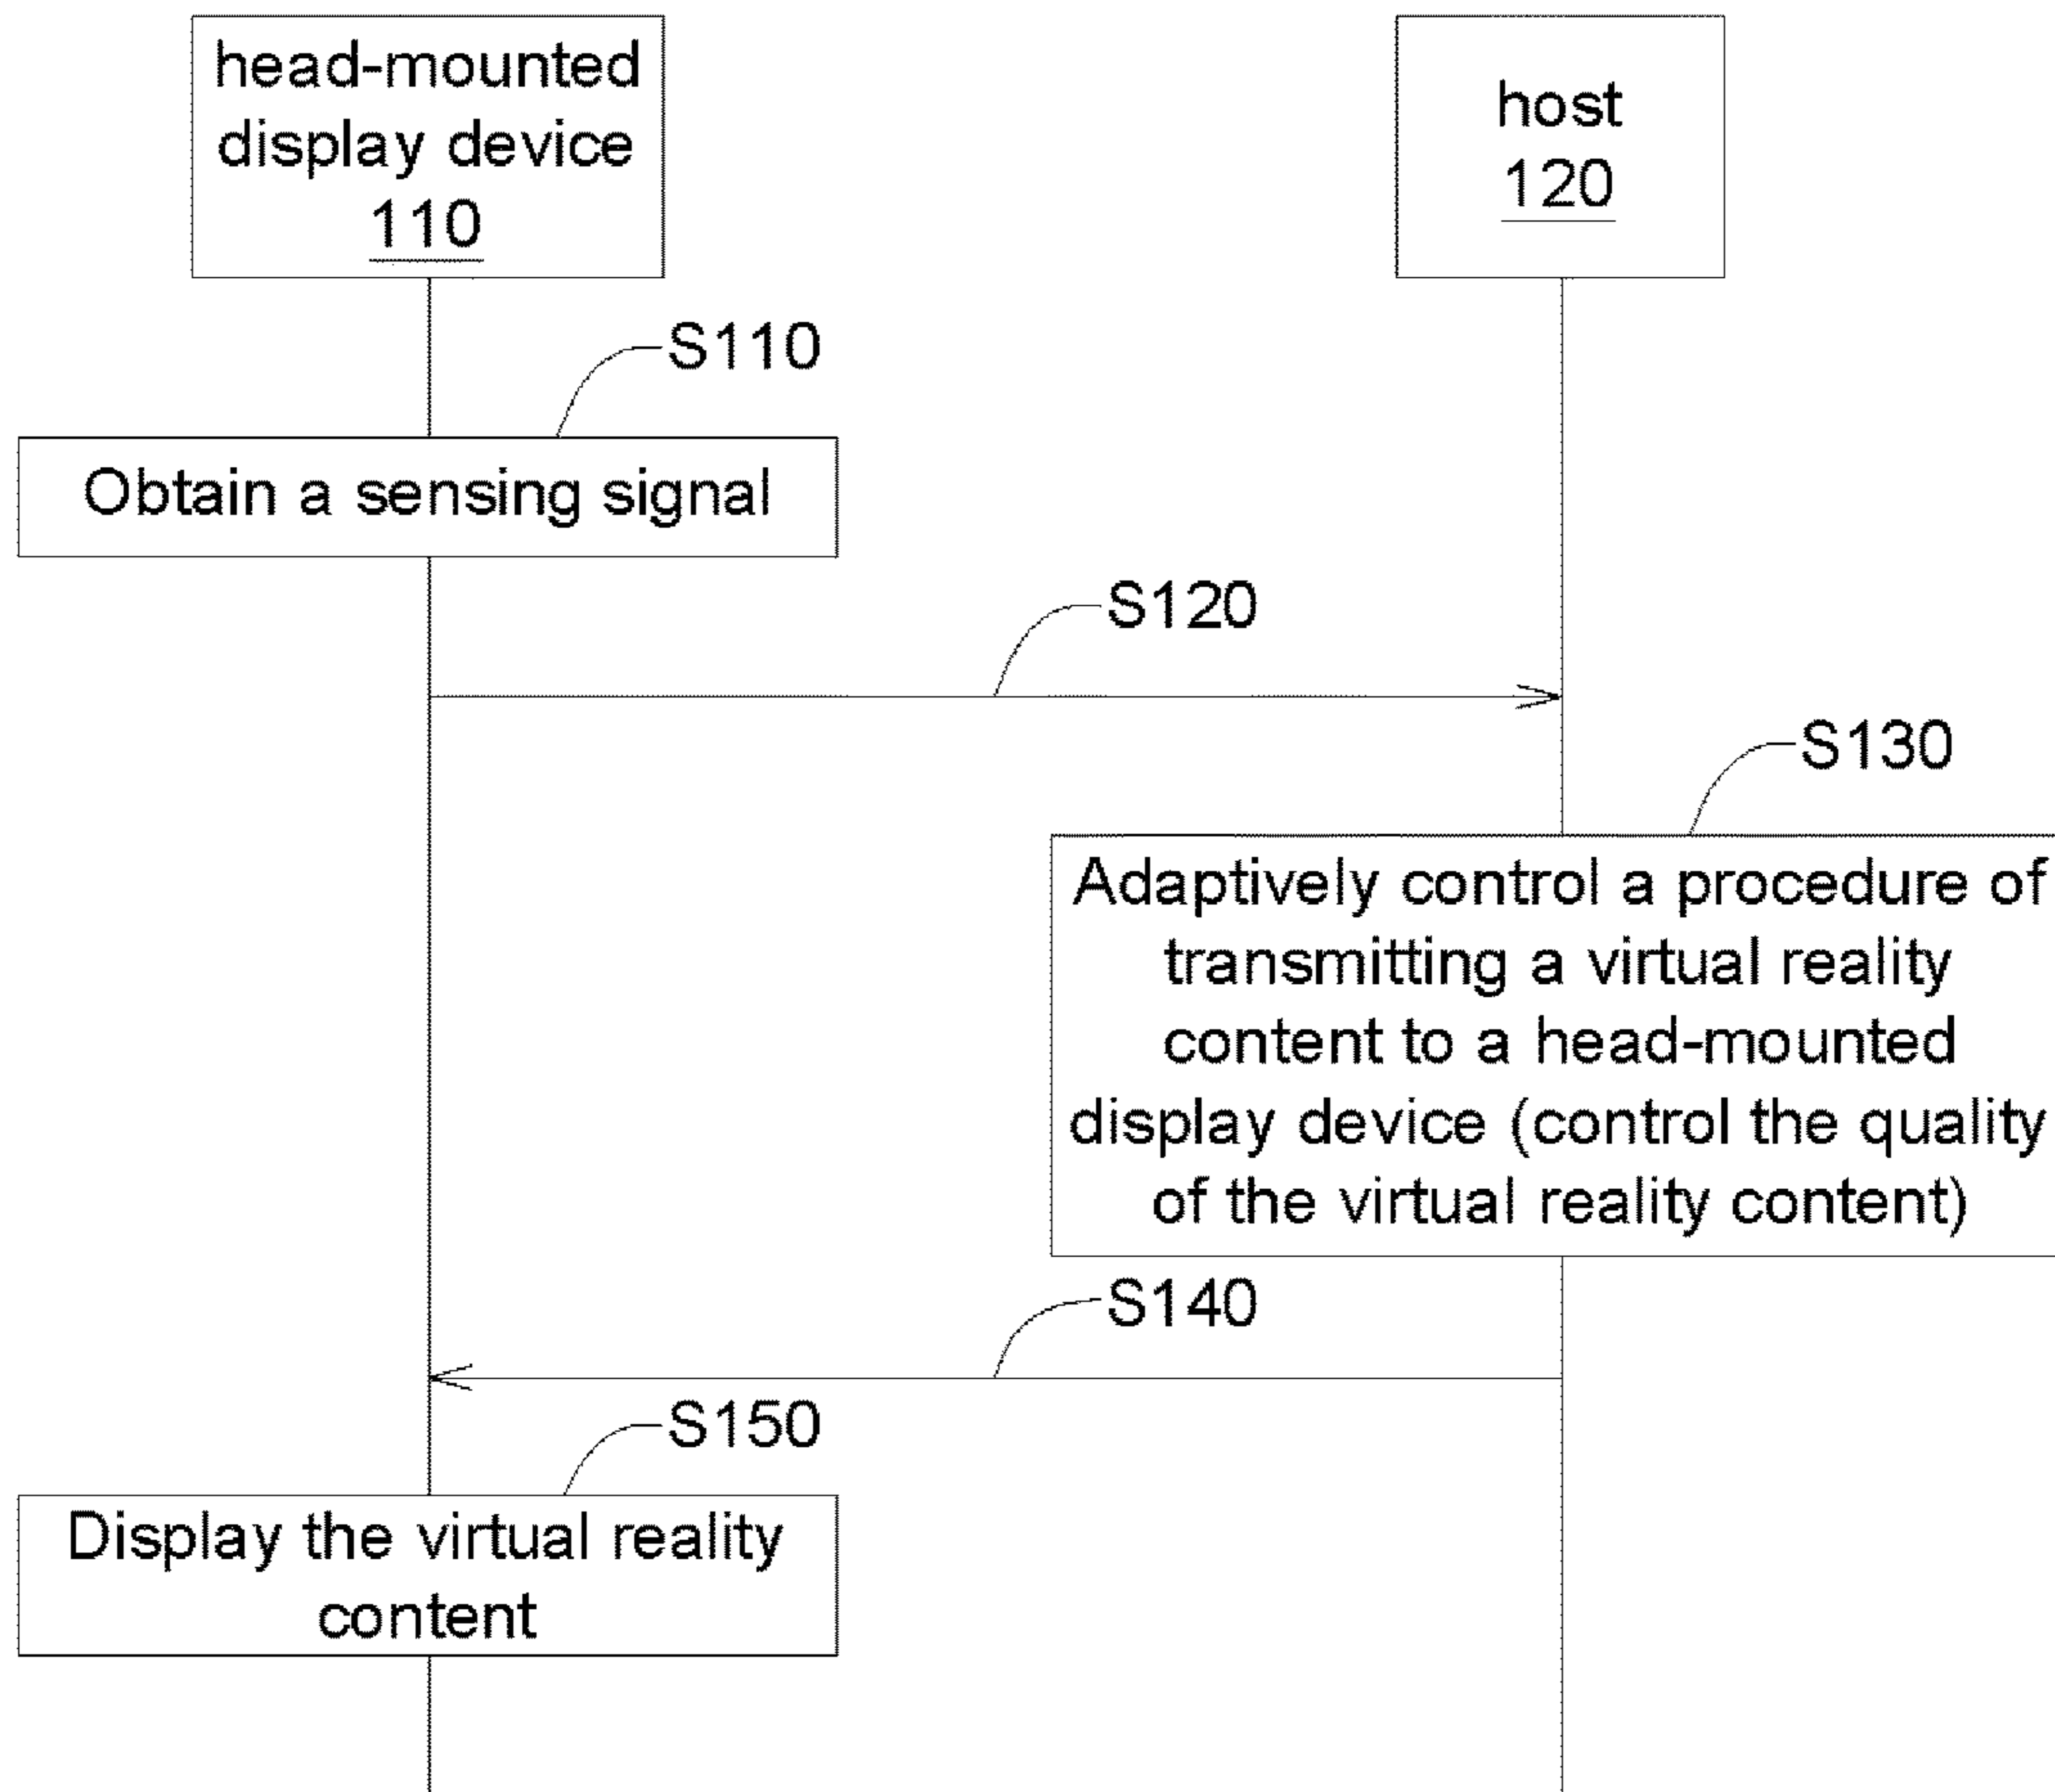 head-mounted
display device
110
host
120
S110
Obtain a sensing signal
S120
S130
Adaptively control a procedure of
transmitting a virtual reality
content to a head-mounted
display device (control the quality
of the virtual reality content)
S140
S150
Display the virtual reality
content